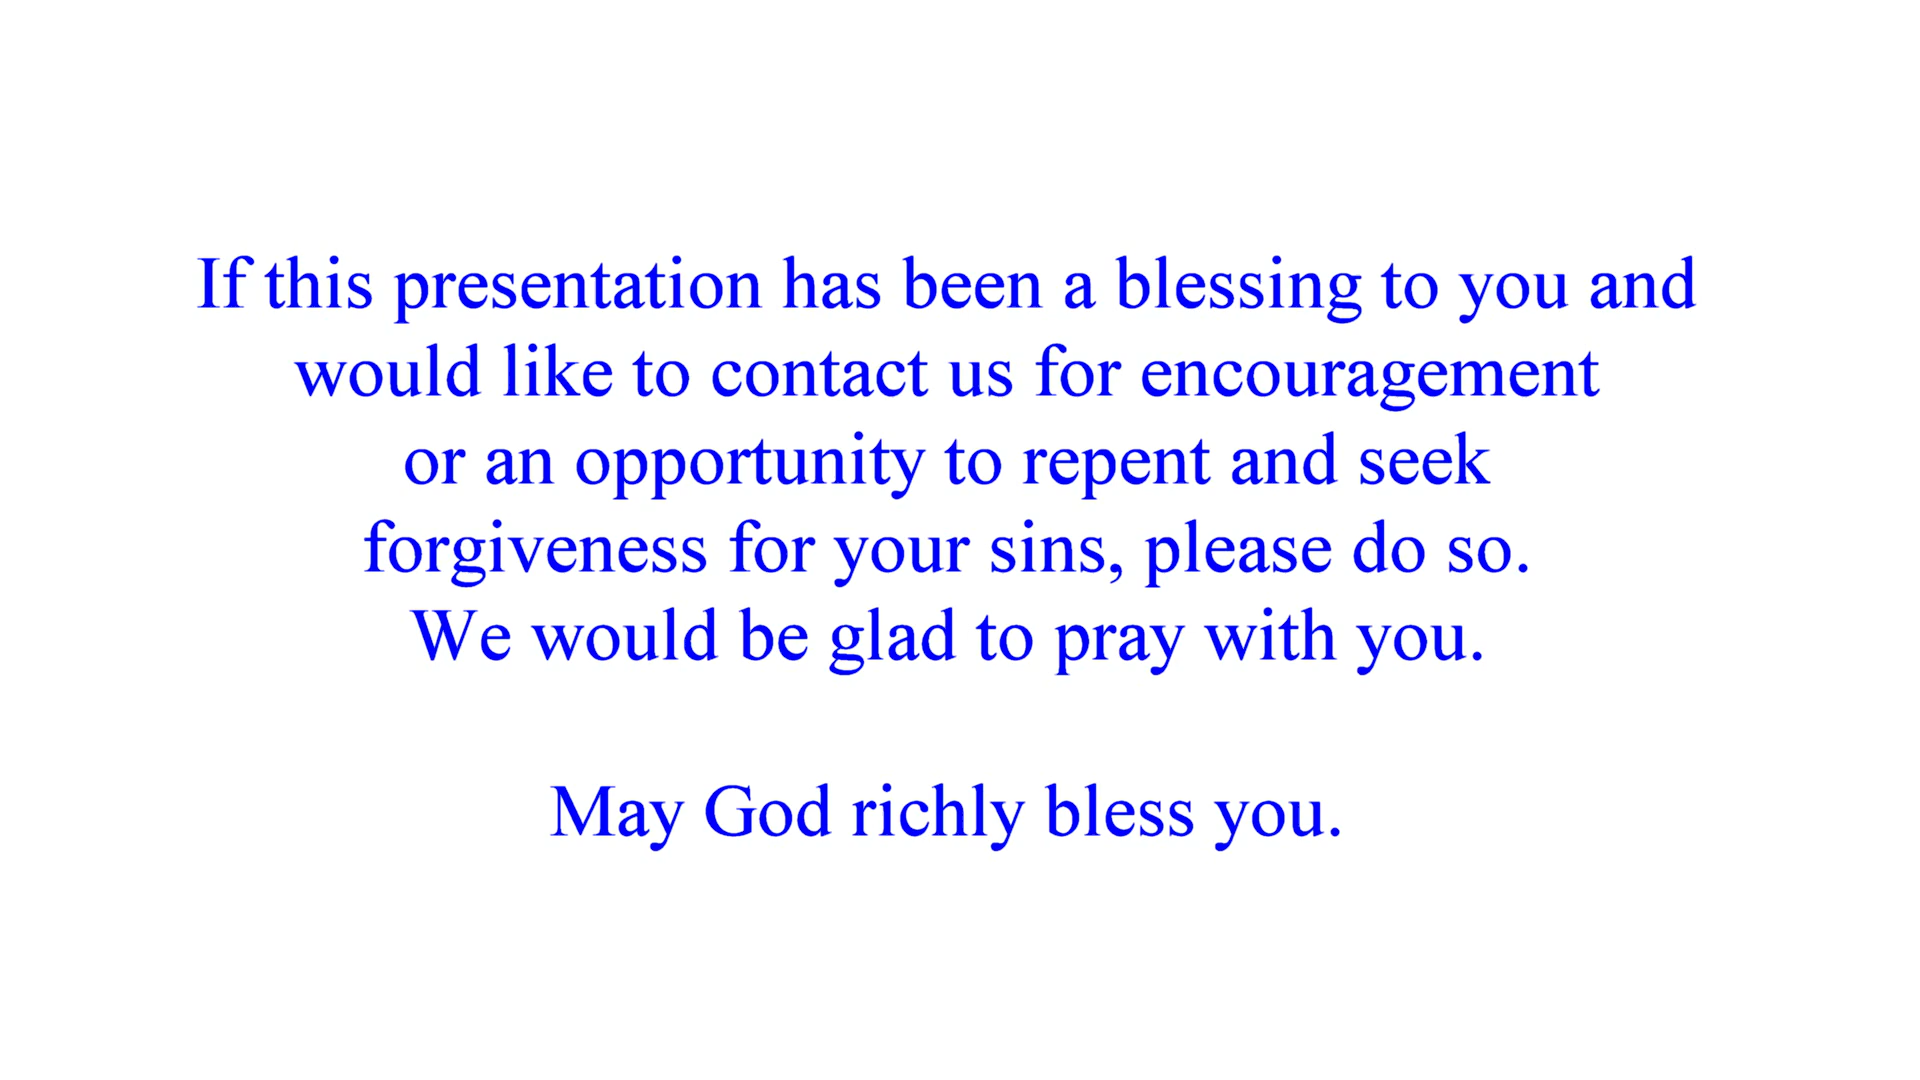 If this presentation has been a blessing to you and
would like to contact us for encouragement
or an opportunity to repent and seek
forgiveness for your sins, please do so.
We would be glad to pray with you.
May God richly bless you.